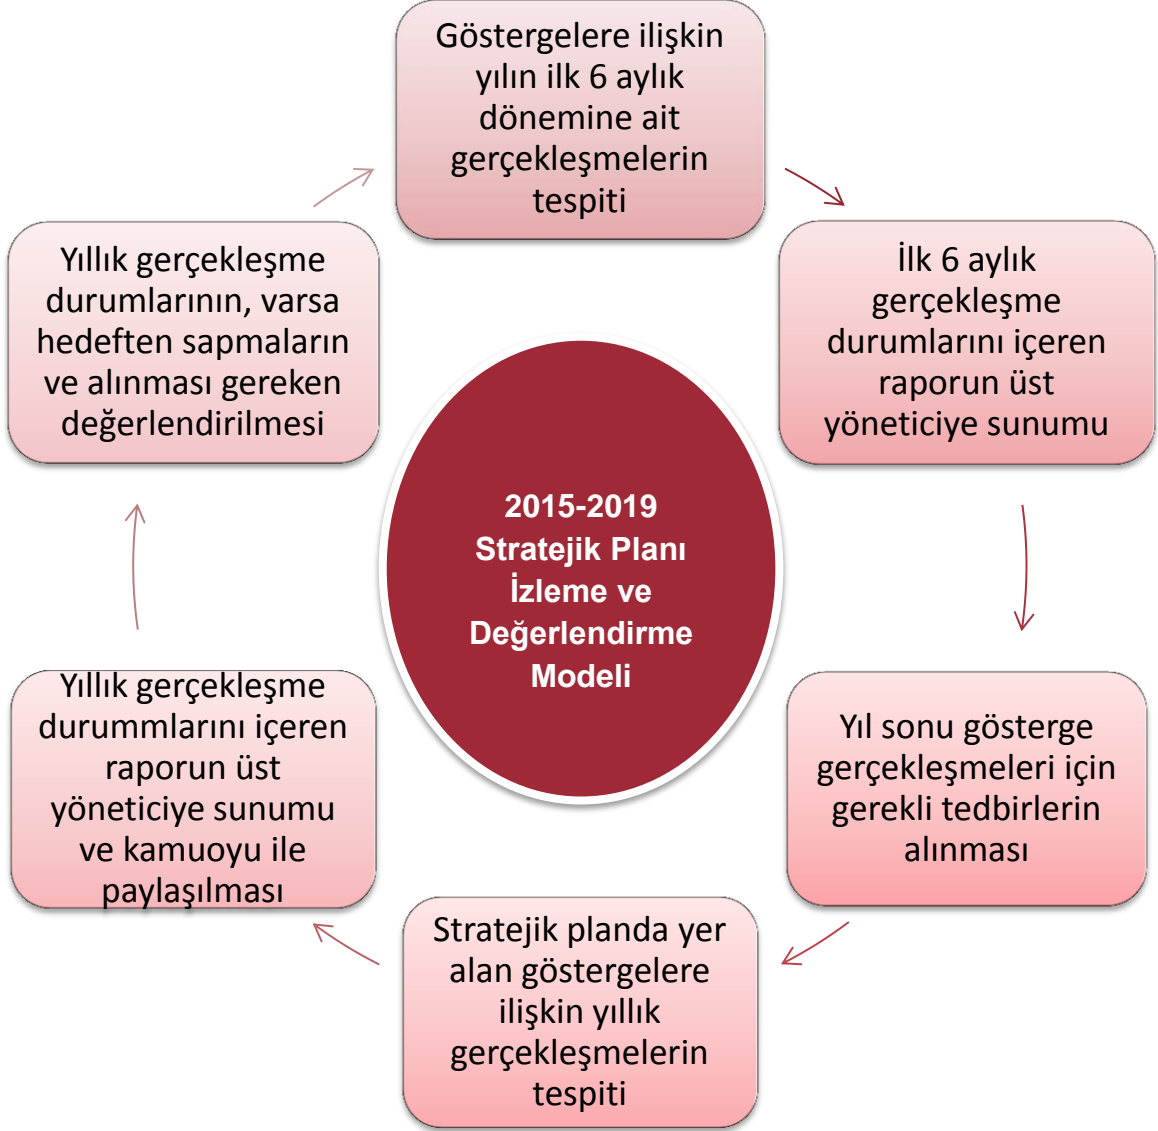 Göstergelere ilişkin
yılın ilk 6 aylık
dönemine ait
gerçekleşmelerin
tespiti
İlk 6 aylık
gerçekleşme
durumlarını içeren
raporun üst
yöneticiye sunumu
Yıl sonu gösterge
gerçekleşmeleri için
gerekli tedbirlerin
alınması
Stratejik planda yer
alan göstergelere
ilişkin yıllık
gerçekleşmelerin
tespiti
Yıllık gerçekleşme
durummlarını içeren
raporun üst
yöneticiye sunumu
ve kamuoyu ile
paylaşılması
Yıllık gerçekleşme
durumlarının, varsa
hedeften sapmaların
ve alınması gereken
değerlendirilmesi
2015-2019
Stratejik Planı
İzleme ve
Değerlendirme
Modeli